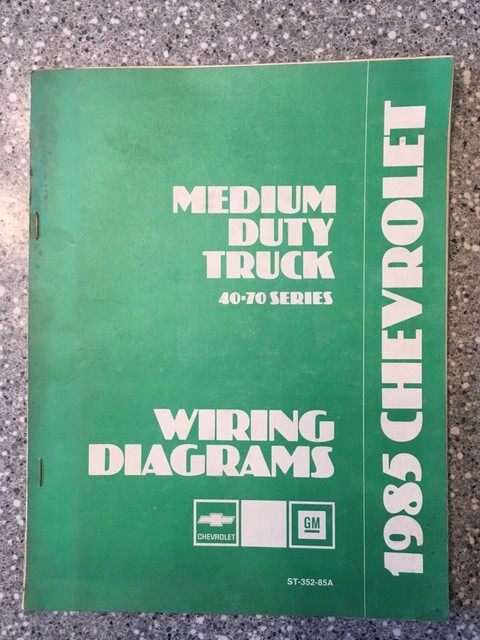 MEDIUM
DUTY
TRUCK
40-70 SERIES
WIRING
DIAGRAMS
CHEVROLET
GM
ST-352-85A
1985 CHEVROLET